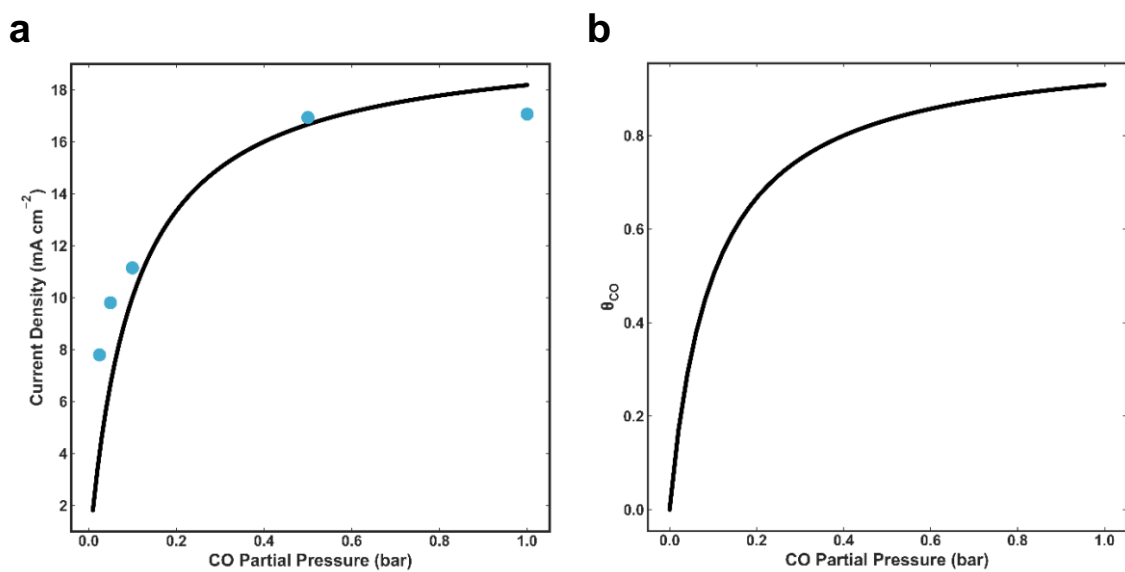 a
b
18
16
14
12
10
8
6
4
2
Current Density (mA cm⁻²)
0.0 0.2 0.4 0.6 0.8 1.0
CO Partial Pressure (bar)
0.8
0.6
0.4
0.2
0.0
θCO
0.0 0.2 0.4 0.6 0.8 1.0
CO Partial Pressure (bar)